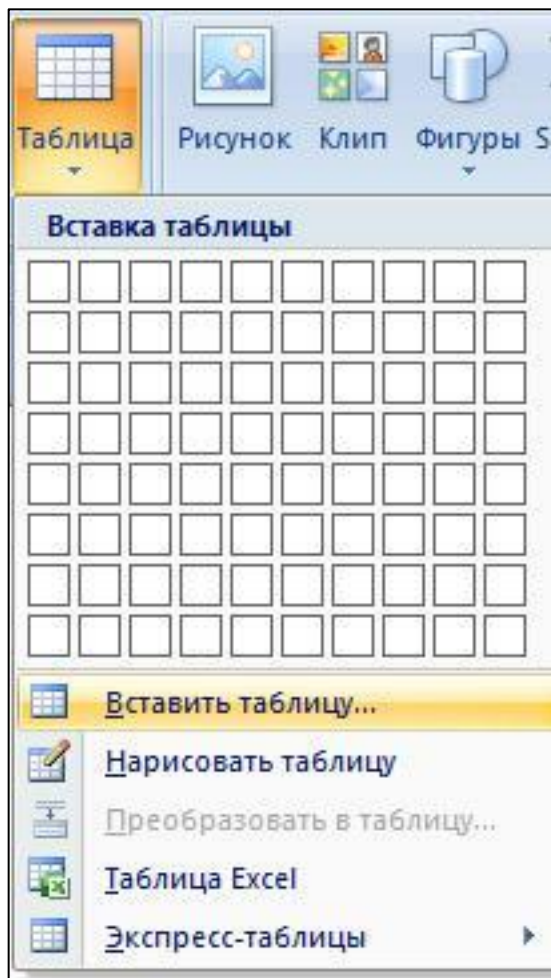 Таблица Рисунок Клип Фигуры S
Вставка таблицы
Вставить таблицу...
Нарисовать таблицу
Преобразовать в таблицу...
Таблица Excel
Экспресс-таблицы